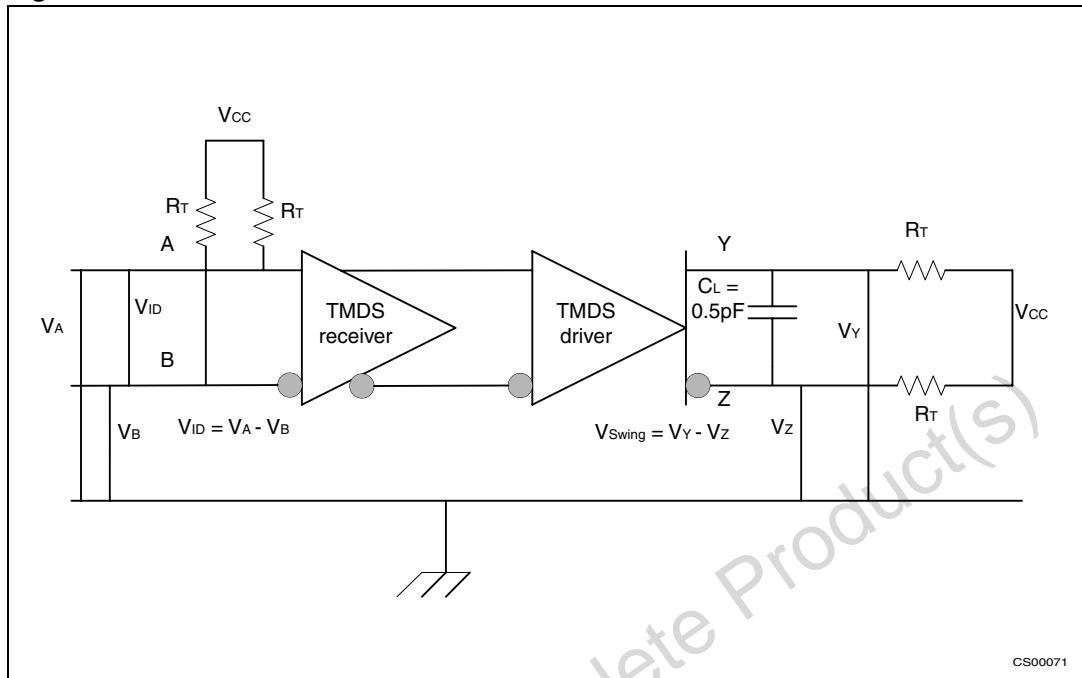 VCC
RT
RT
A
Y
RT
CL =
0.5pF
VID
TMDS
receiver
TMDS
driver
VA
VY
VCC
B
Z
RT
VB
VID = VA - VB
VSwing = VY - VZ
VZ
lete Product(s)
CS00071